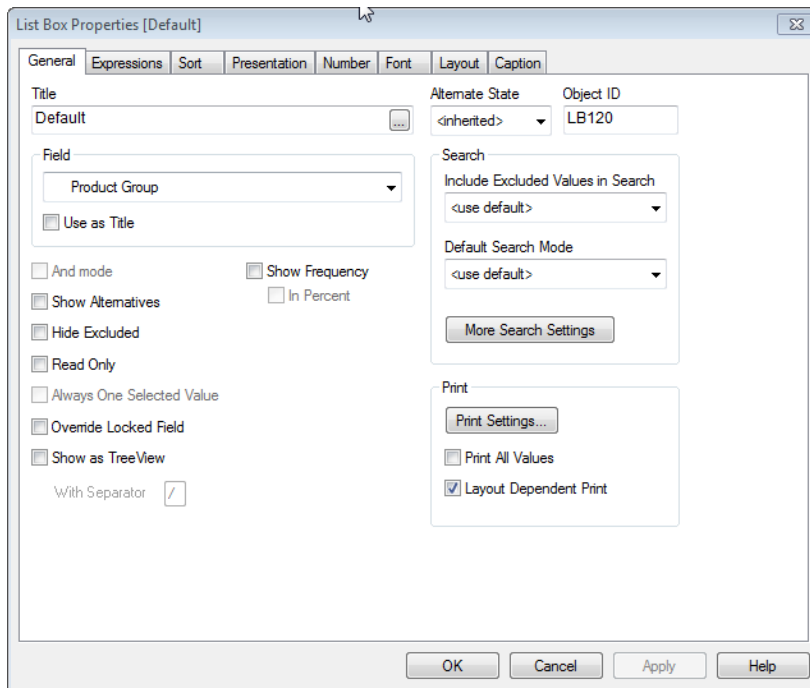 List Box Properties [Default]
General Expressions Sort Presentation Number Font Layout Caption
Title
Default
...
Alternate State
<inherited>
Object ID
LB120
Field
Product Group
Use as Title
And mode
Show Frequency
In Percent
Show Alternatives
Hide Excluded
Read Only
Always One Selected Value
Override Locked Field
Show as TreeView
With Separator /
Search
Include Excluded Values in Search
<use default>
Default Search Mode
<use default>
More Search Settings
Print
Print Settings...
Print All Values
Layout Dependent Print
OK Cancel Apply Help